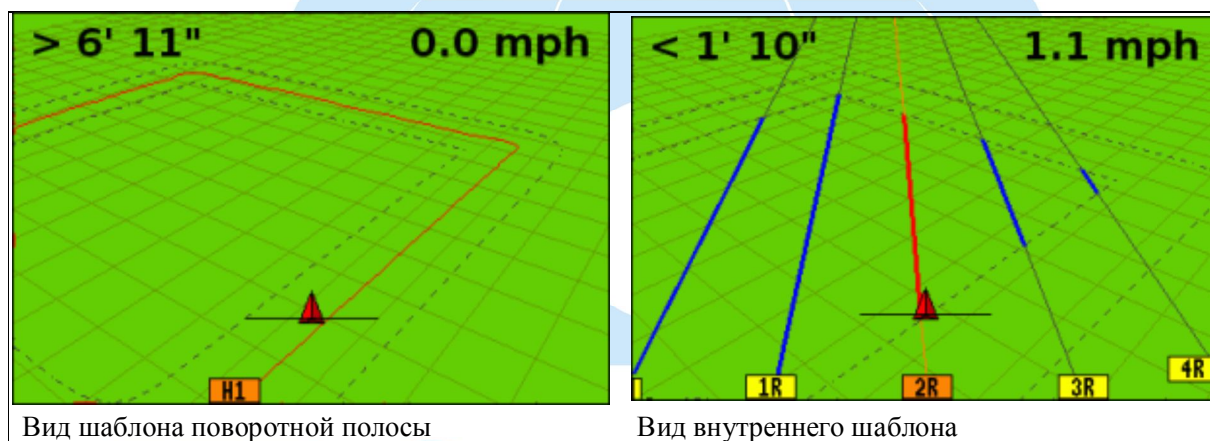 > 6' 11" 0.0 mph
H1
Вид шаблона поворотной полосы
< 1' 10" 1.1 mph
1R 2R 3R 4R
Вид внутреннего шаблона